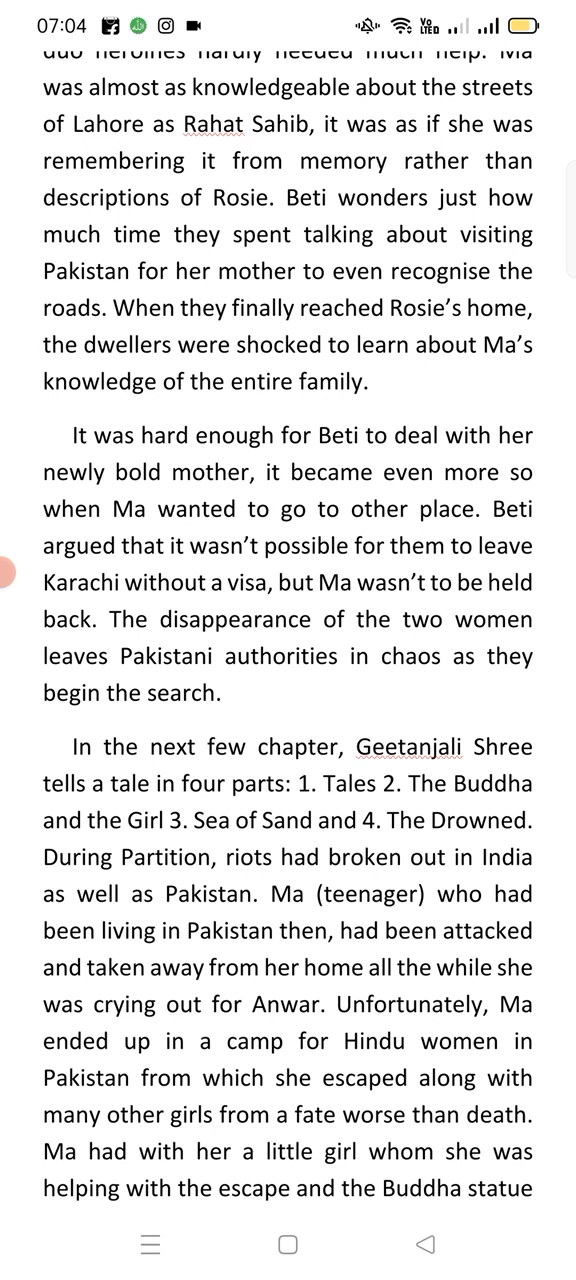 07:04
was almost as knowledgeable about the streets
of Lahore as Rahat Sahib, it was as if she was
remembering it from memory rather than
descriptions of Rosie. Beti wonders just how
much time they spent talking about visiting
Pakistan for her mother to even recognise the
roads. When they finally reached Rosie’s home,
the dwellers were shocked to learn about Ma’s
knowledge of the entire family.
It was hard enough for Beti to deal with her
newly bold mother, it became even more so
when Ma wanted to go to other place. Beti
argued that it wasn’t possible for them to leave
Karachi without a visa, but Ma wasn’t to be held
back. The disappearance of the two women
leaves Pakistani authorities in chaos as they
begin the search.
In the next few chapter, Geetanjali Shree
tells a tale in four parts: 1. Tales 2. The Buddha
and the Girl 3. Sea of Sand and 4. The Drowned.
During Partition, riots had broken out in India
as well as Pakistan. Ma (teenager) who had
been living in Pakistan then, had been attacked
and taken away from her home all the while she
was crying out for Anwar. Unfortunately, Ma
ended up in a camp for Hindu women in
Pakistan from which she escaped along with
many other girls from a fate worse than death.
Ma had with her a little girl whom she was
helping with the escape and the Buddha statue